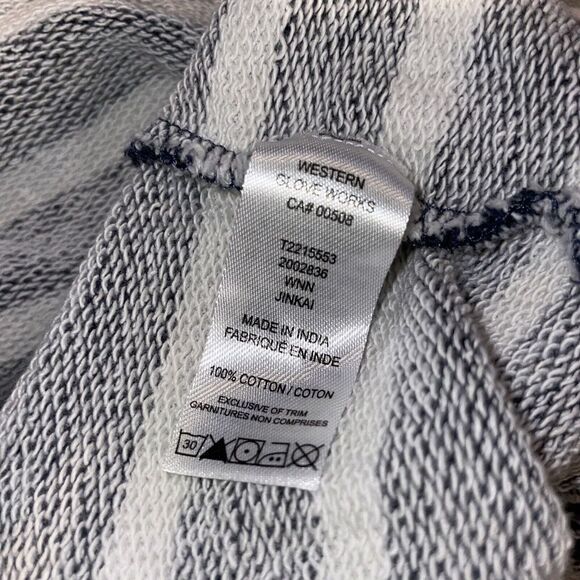 WESTERN
GLOVE WORKS
CA# 00508
T2215553
2002836
WNN
JINKAI
MADE IN INDIA
FABRIQUÉ EN INDE
100% COTTON / COTON
EXCLUSIVE OF TRIM
GARNITURES NON COMPRISES
30